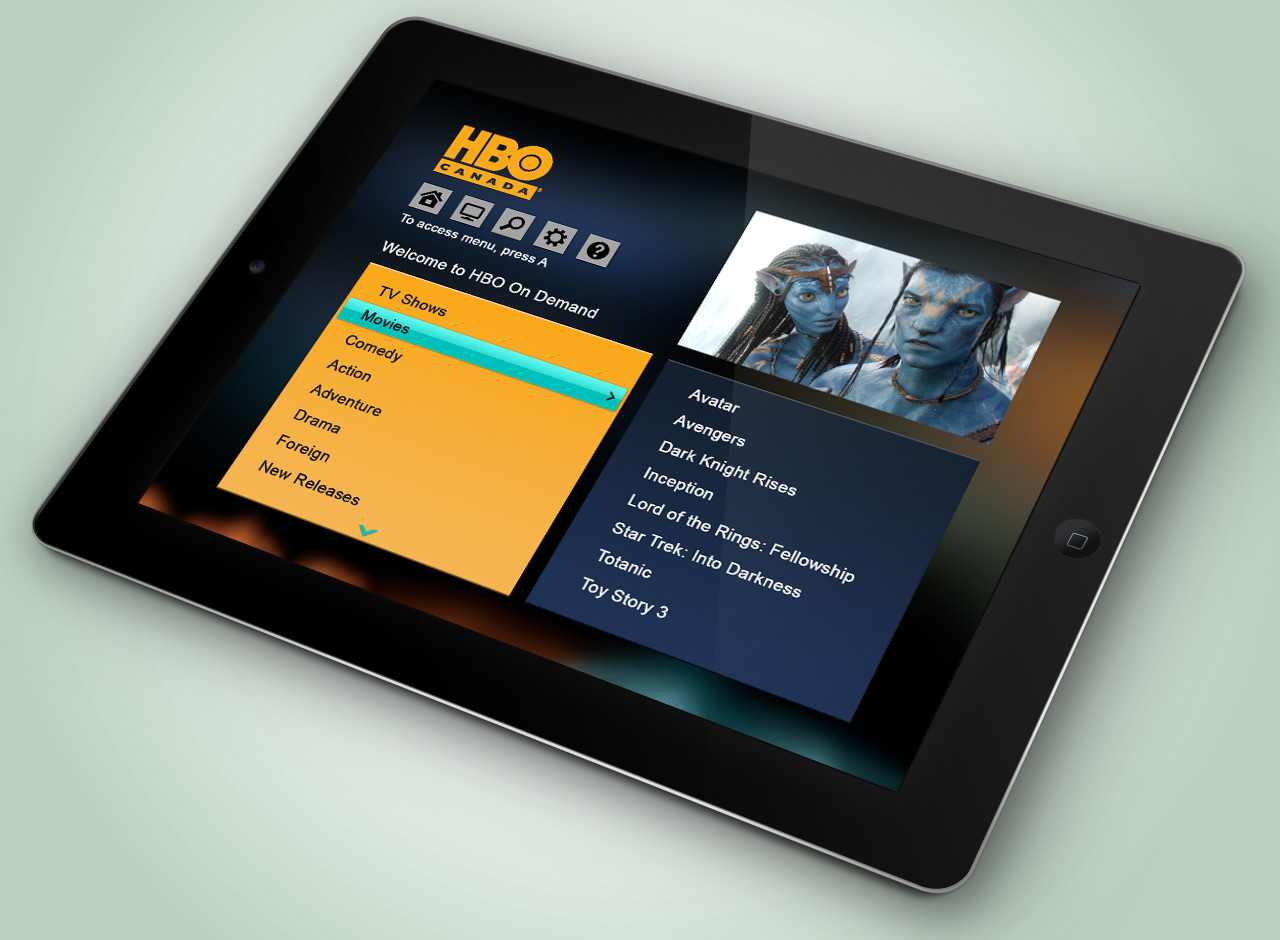 HBO
CANADA
To access menu, press A
Welcome to HBO On Demand
TV Shows
Movies
Comedy
Action
Adventure
Drama
Foreign
New Releases
Avatar
Avengers
Dark Knight Rises
Inception
Lord of the Rings: Fellowship
Star Trek: Into Darkness
Totanic
Toy Story 3